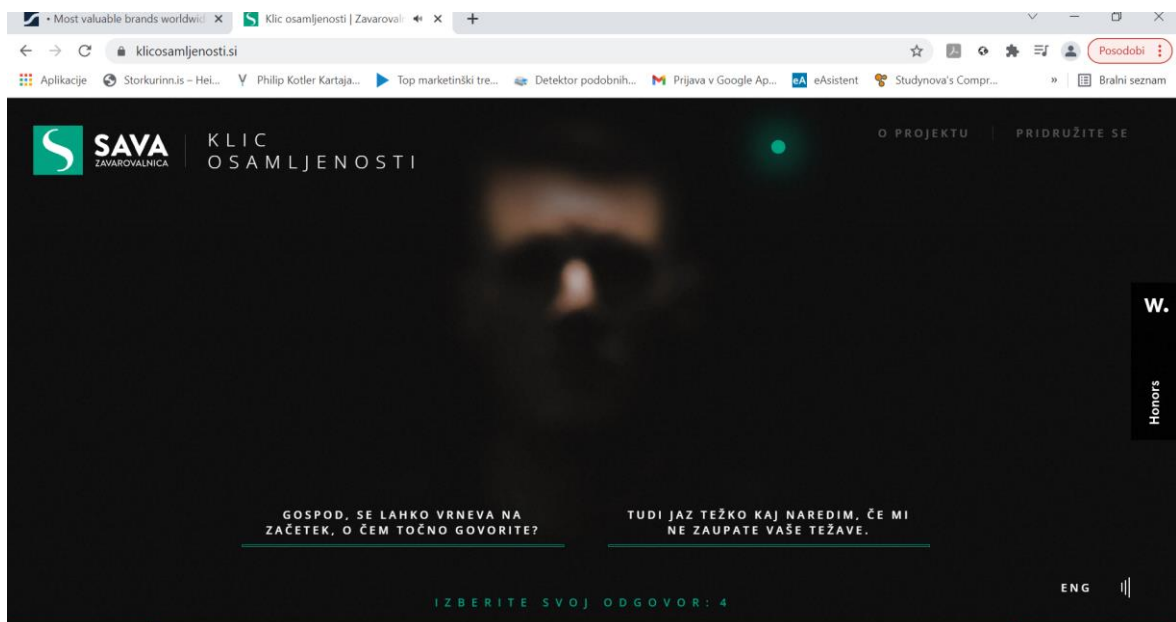 • Most valuable brands worldwid
Klic osamljenosti | Zavarovaln
klicosamljenosti.si
Posodobi
Aplikacije
Storkurinn.is – Hei...
Philip Kotler Kartaja...
Top marketinški tre...
Detektor podobnih...
Prijava v Google Ap...
eA
eAsistent
Studynova's Compr...
»
Bralni seznam
SAVA
ZAVAROVALNICA
KLIC
OSAMLJENOSTI
O PROJEKTU
PRIDRUŽITE SE
W.
Honors
GOSPOD, SE LAHKO VRNEVA NA
ZAČETEK, O ČEM TOČNO GOVORITE?
TUDI JAZ TEŽKO KAJ NAREDIM, ČE MI
NE ZAUPATE VAŠE TEŽAVE.
ENG
IZBERITE SVOJ ODGOVOR: 4